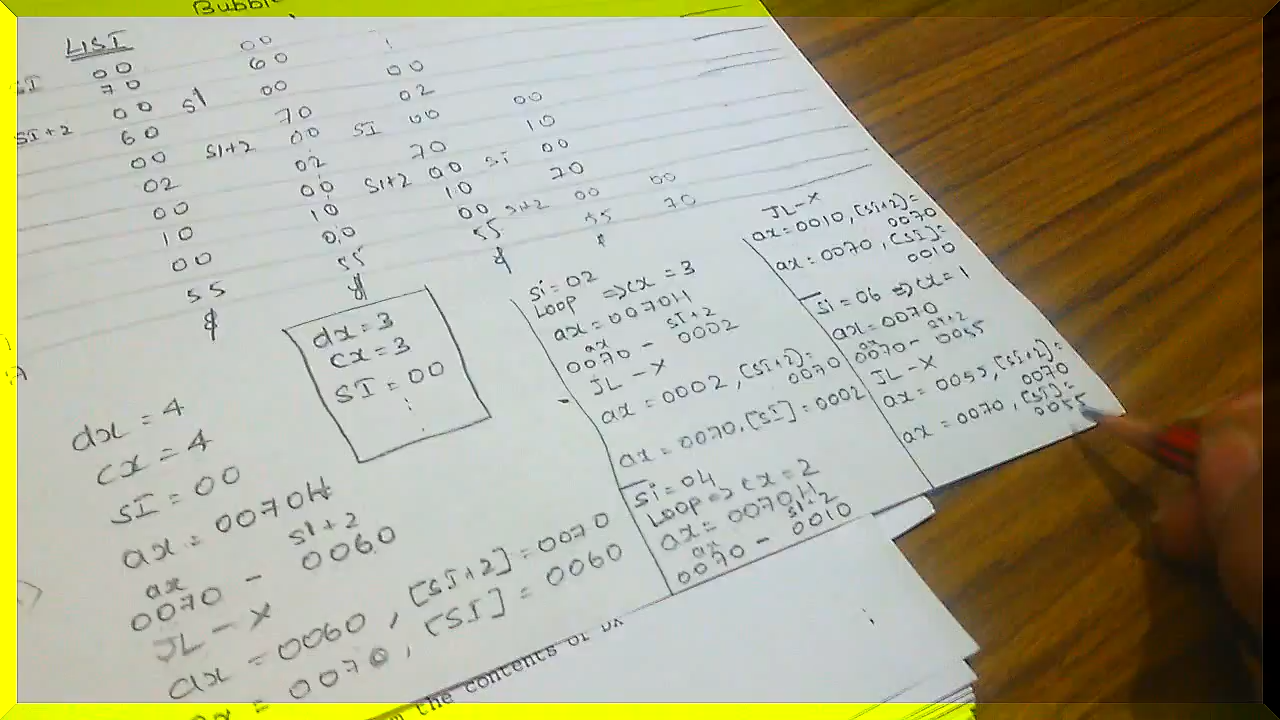 Bubble
LIST
SI 00
70
SI+2 00
60
00
02
00
10
00
55
$
00
60
SI 00
70
SI+2 00
02
00
10
00
55
$
00
02
SI 00
70
SI+2 00
10
00
55
$
00
10
SI 00
70
SI+2 00
55
$
00
70
dx = 4
cx = 4
SI = 00
ax = 0070H
ax SI+2
0070 - 0060
JL - X
ax = 0060, [SI+2] = 0070
ax = 0070, [SI] = 0060
dx = 3
cx = 3
SI = 00
Si = 02
Loop ⇒ cx = 3
ax = 0070H
ax SI+2
0070 - 0002
JL - X
ax = 0002, [SI+2] =
0070
ax = 0070, [SI] = 0002
Si = 04
Loop ⇒ cx = 2
ax = 0070H
ax SI+2
0070 - 0010
JL - X
ax = 0010, [SI+2] =
0070
ax = 0070, [SI] =
0010
Si = 06 ⇒ cx = 1
ax = 0070
ax SI+2
0070 - 0055
JL - X
ax = 0055, [SI+2] =
0070
ax = 0070, [SI] =
0055
the contents of